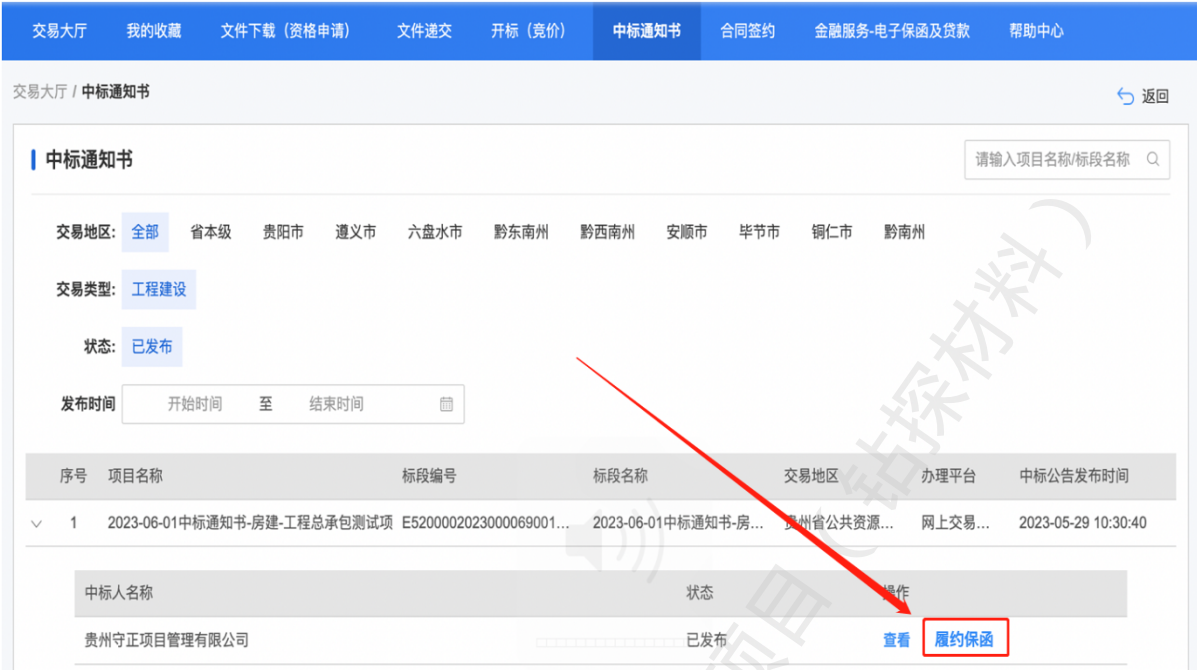 交易大厅 我的收藏 文件下载（资格申请） 文件递交 开标（竞价） 中标通知书 合同签约 金融服务-电子保函及贷款 帮助中心
交易大厅 / 中标通知书 返回
中标通知书 请输入项目名称/标段名称
交易地区: 全部 省本级 贵阳市 遵义市 六盘水市 黔东南州 黔西南州 安顺市 毕节市 铜仁市 黔南州
交易类型: 工程建设
状态: 已发布
发布时间 开始时间 至 结束时间
序号 项目名称 标段编号 标段名称 交易地区 办理平台 中标公告发布时间
1 2023-06-01中标通知书-房建-工程总承包测试项 E5200002023000069001... 2023-06-01中标通知书-房... 贵州省公共资源... 网上交易... 2023-05-29 10:30:40
中标人名称 状态 操作
贵州守正项目管理有限公司 已发布 查看 履约保函
项目（钻探材料）